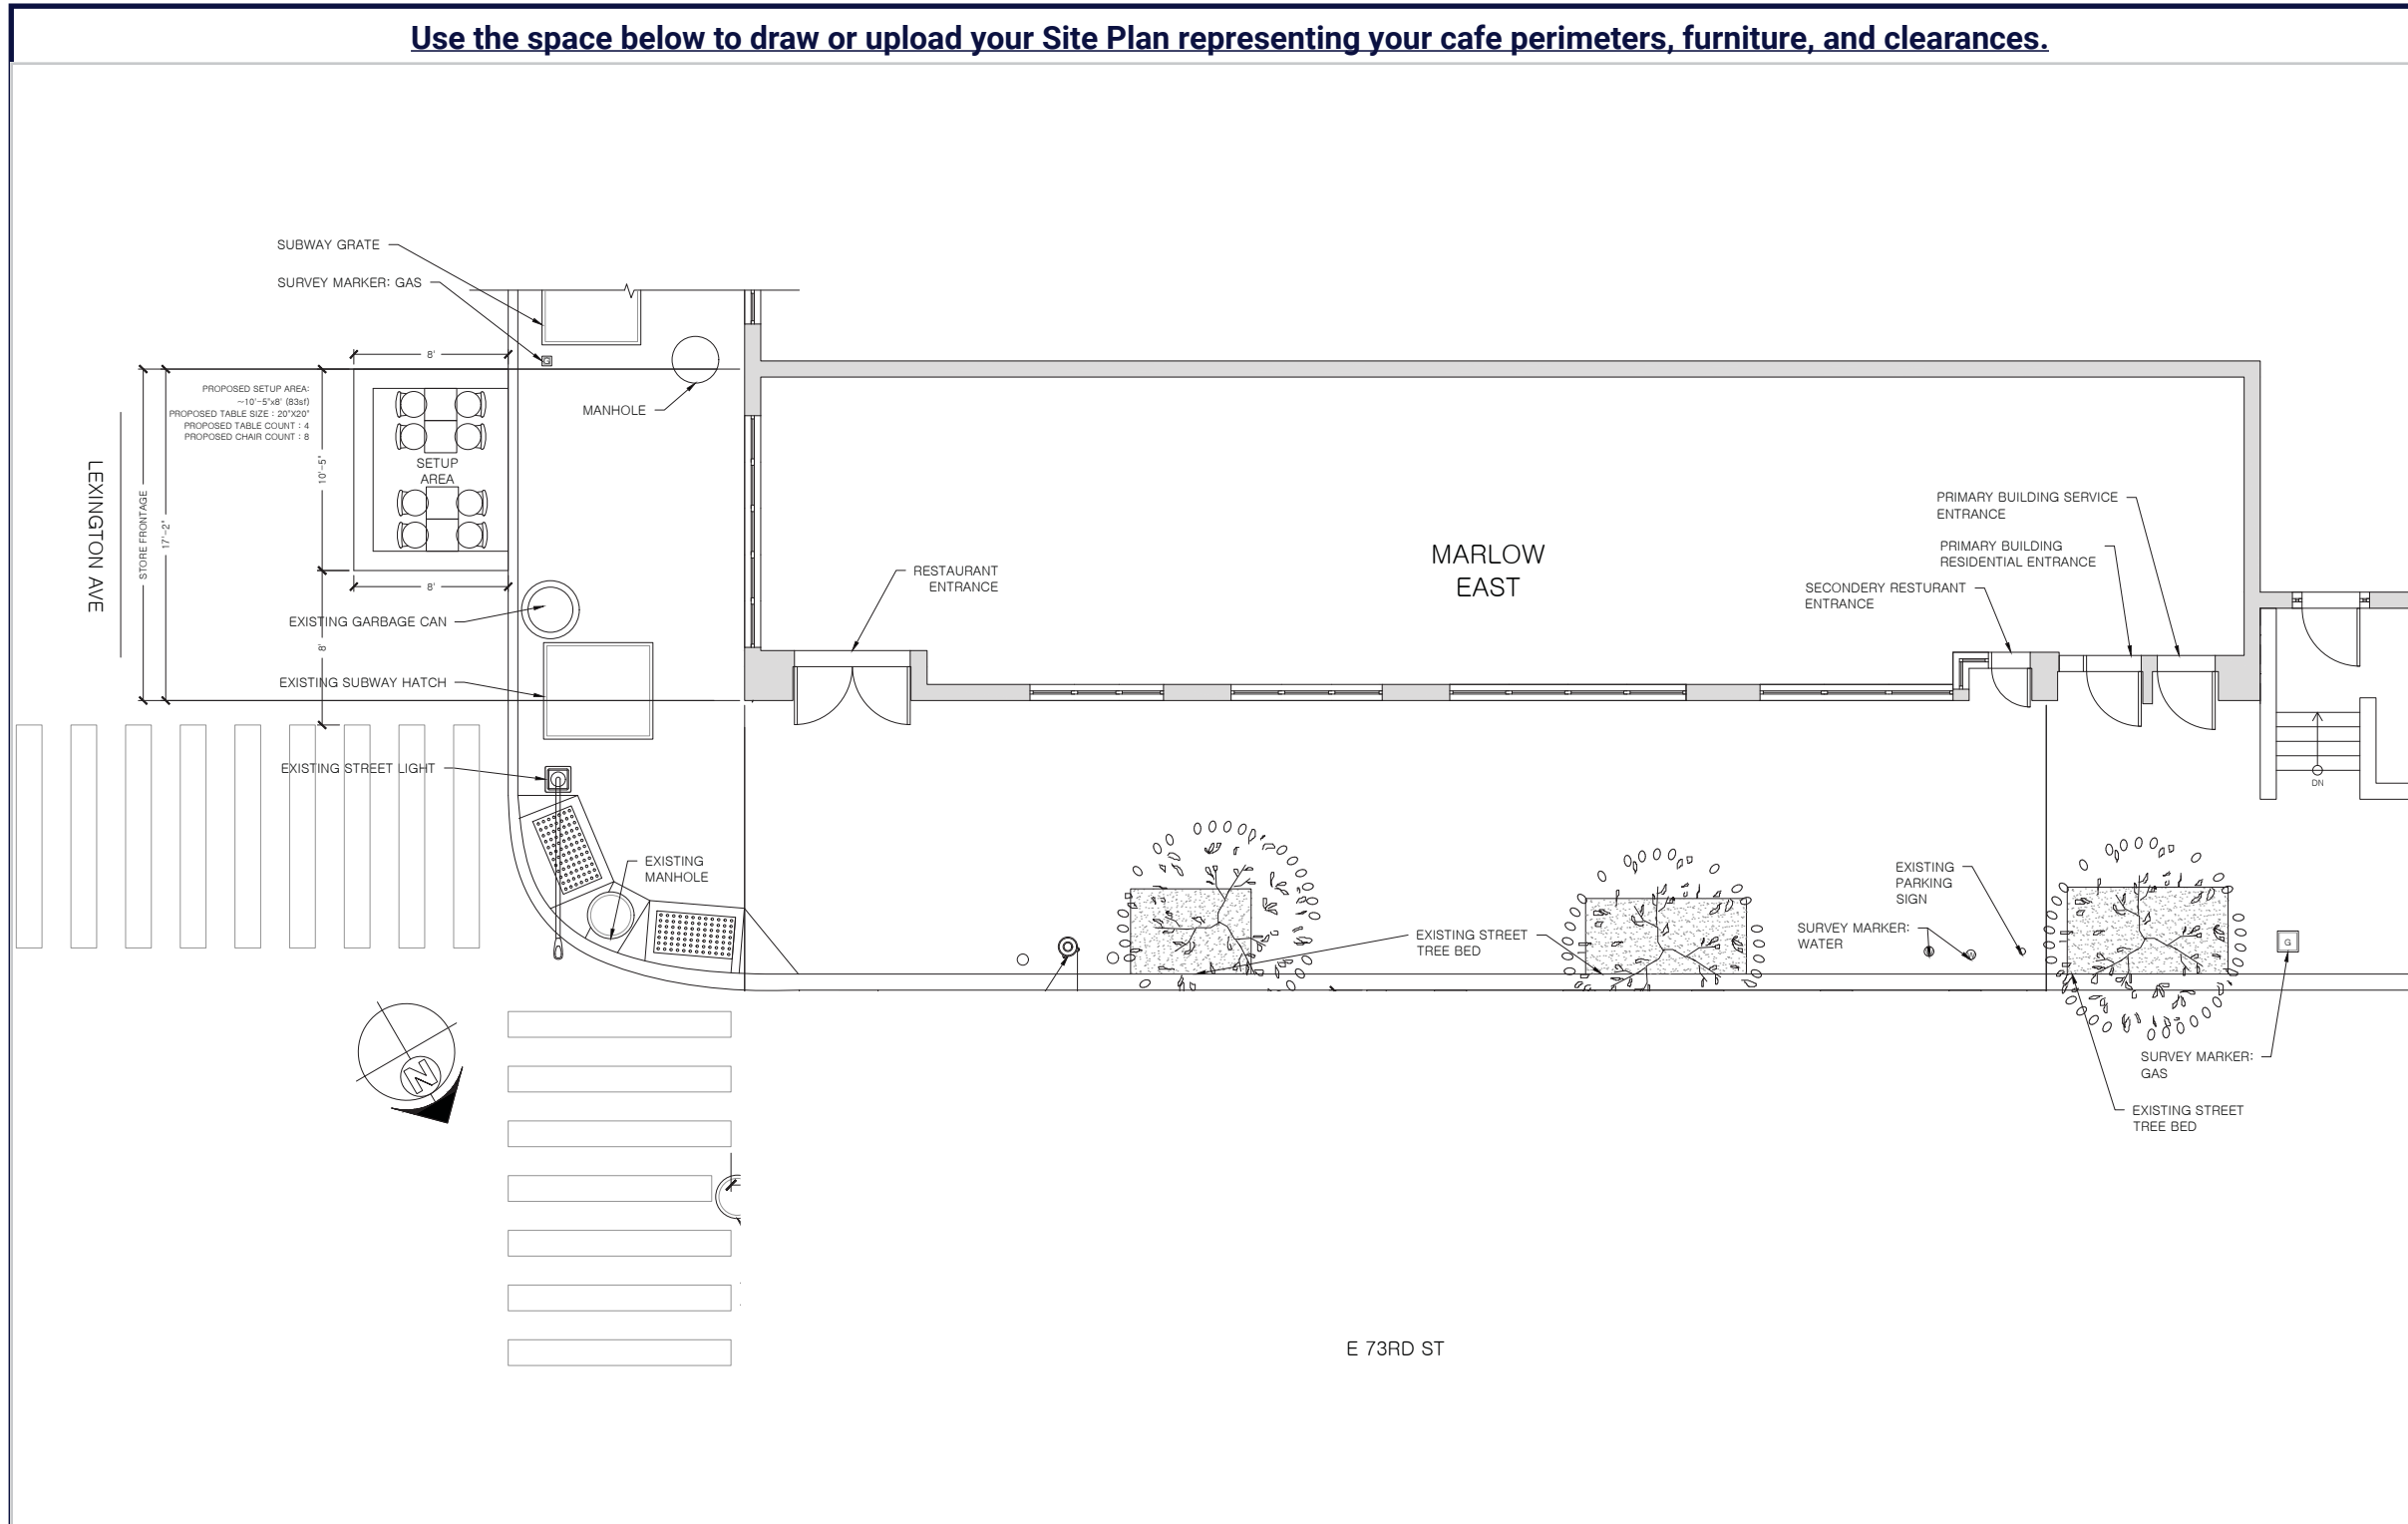 Use the space below to draw or upload your Site Plan representing your cafe perimeters, furniture, and clearances.
SUBWAY GRATE
SURVEY MARKER: GAS
8'
G
PROPOSED SETUP AREA:
~10'-5"x8' (83sf)
PROPOSED TABLE SIZE : 20"X20"
PROPOSED TABLE COUNT : 4
PROPOSED CHAIR COUNT : 8
MANHOLE
LEXINGTON AVE
STORE FRONTAGE
17'-2"
10'-5"
SETUP
AREA
8'
8'
EXISTING GARBAGE CAN
EXISTING SUBWAY HATCH
EXISTING STREET LIGHT
RESTAURANT
ENTRANCE
MARLOW
EAST
PRIMARY BUILDING SERVICE
ENTRANCE
PRIMARY BUILDING
RESIDENTIAL ENTRANCE
SECONDERY RESTURANT
ENTRANCE
DN
EXISTING
MANHOLE
EXISTING STREET
TREE BED
EXISTING
PARKING
SIGN
SURVEY MARKER:
WATER
G
SURVEY MARKER:
GAS
EXISTING STREET
TREE BED
N
E 73RD ST